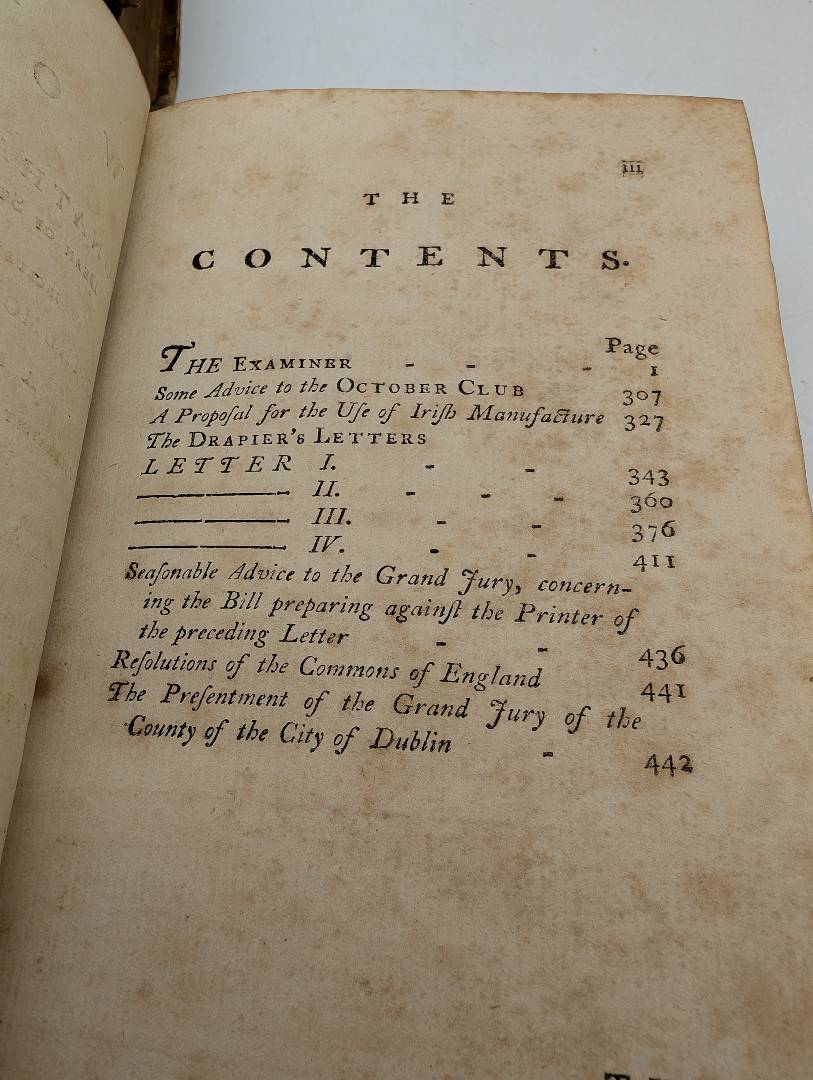 iii
THE
CONTENTS.
Page
THE EXAMINER - - - 1
Some Advice to the OCTOBER CLUB 307
A Propoſal for the Uſe of Iriſh Manufacture 327
The DRAPIER's LETTERS
LETTER I. - - 343
—— II. - - - 360
—— III. - - 376
—— IV. - - 411
Seaſonable Advice to the Grand Jury, concern-
ing the Bill preparing againſt the Printer of
the preceding Letter - - 436
Reſolutions of the Commons of England 441
The Preſentment of the Grand Jury of the
County of the City of Dublin - 442